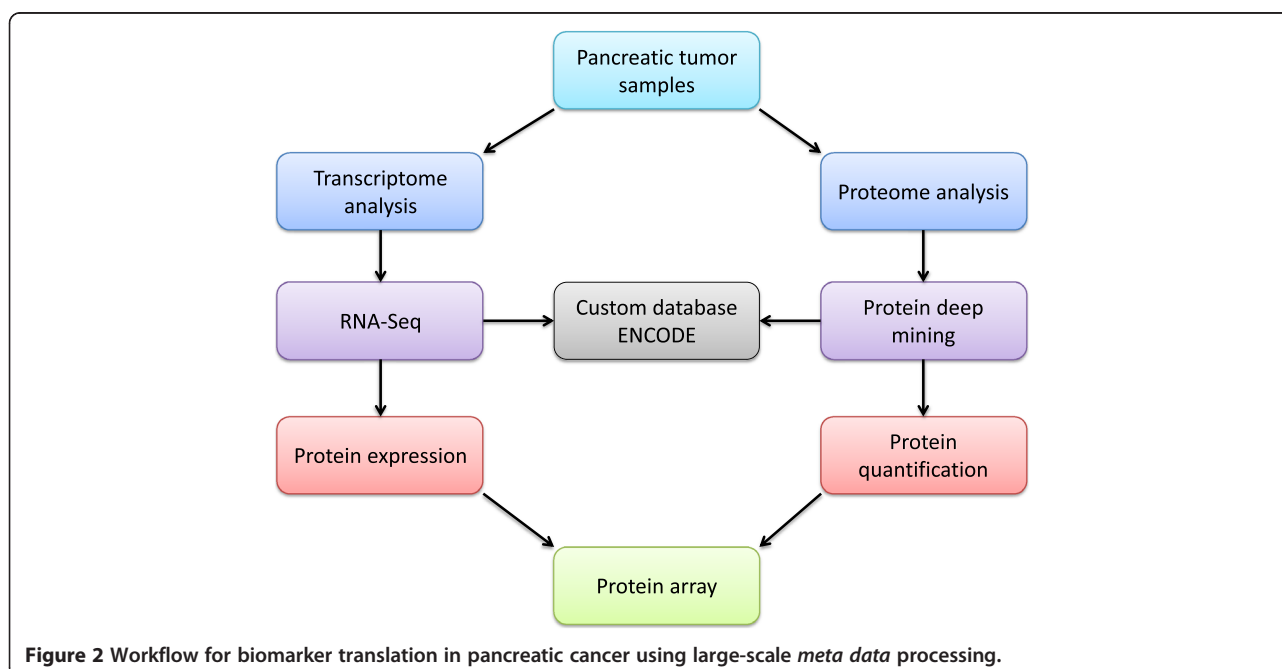 Pancreatic tumor
samples
Transcriptome
analysis
Proteome analysis
RNA-Seq
Custom database
ENCODE
Protein deep
mining
Protein expression
Protein
quantification
Protein array
Figure 2 Workflow for biomarker translation in pancreatic cancer using large-scale meta data processing.